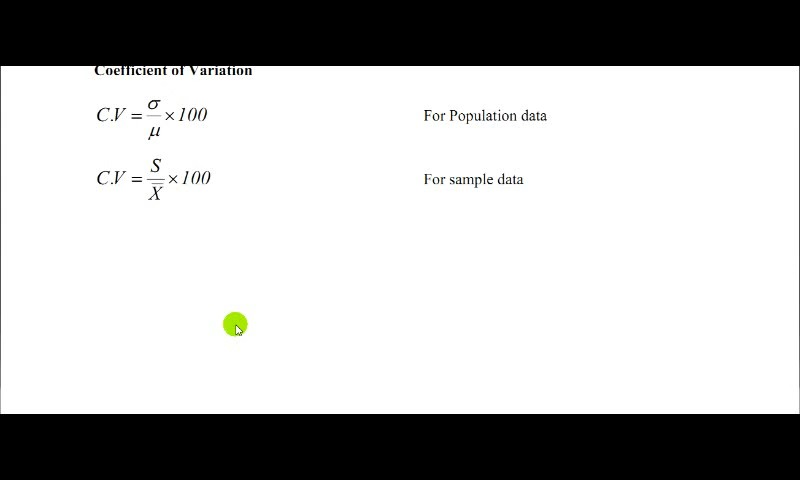 Coefficient of Variation
C.V = σ/μ × 100 For Population data
C.V = S/X̅ × 100 For sample data